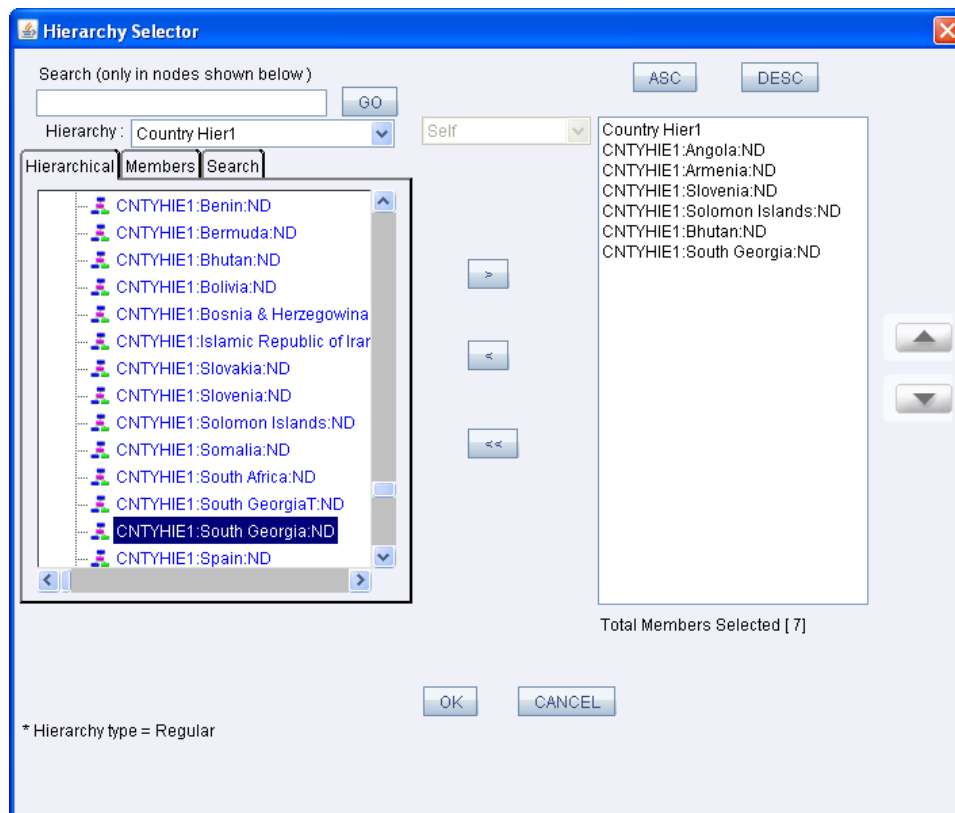 Hierarchy Selector
Search (only in nodes shown below )
GO
ASC
DESC
Hierarchy :
Country Hier1
Self
Hierarchical
Members
Search
CNTYHIE1:Benin:ND
CNTYHIE1:Bermuda:ND
CNTYHIE1:Bhutan:ND
CNTYHIE1:Bolivia:ND
CNTYHIE1:Bosnia & Herzegowina
CNTYHIE1:Islamic Republic of Irar
CNTYHIE1:Slovakia:ND
CNTYHIE1:Slovenia:ND
CNTYHIE1:Solomon Islands:ND
CNTYHIE1:Somalia:ND
CNTYHIE1:South Africa:ND
CNTYHIE1:South GeorgiaT:ND
CNTYHIE1:South Georgia:ND
CNTYHIE1:Spain:ND
>
<
<<
Country Hier1
CNTYHIE1:Angola:ND
CNTYHIE1:Armenia:ND
CNTYHIE1:Slovenia:ND
CNTYHIE1:Solomon Islands:ND
CNTYHIE1:Bhutan:ND
CNTYHIE1:South Georgia:ND
Total Members Selected [ 7]
OK
CANCEL
* Hierarchy type = Regular